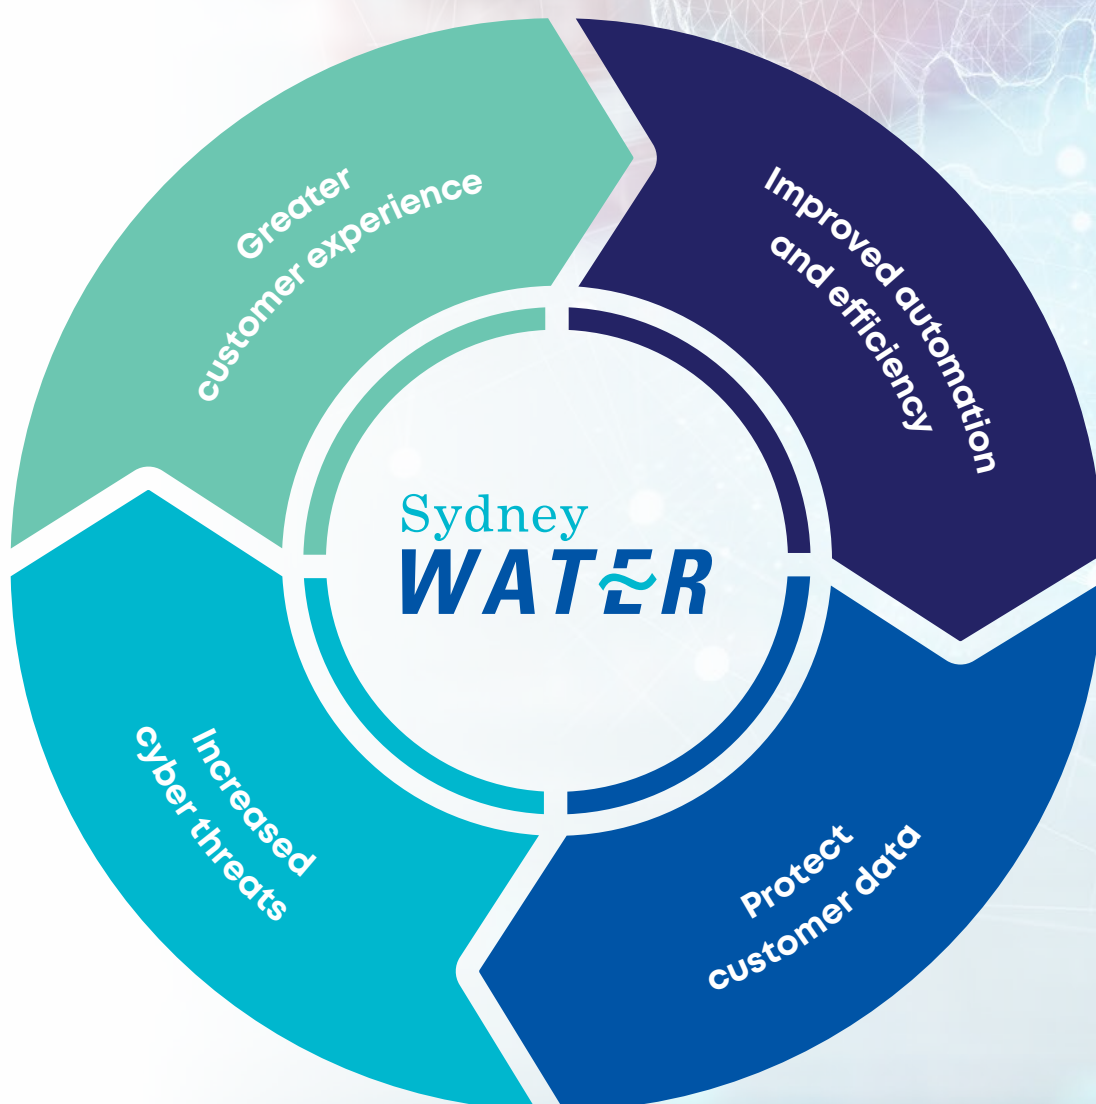 Greater
customer experience
Improved automation
and efficiency
Sydney
WATER
Increased
cyber threats
Protect
customer data